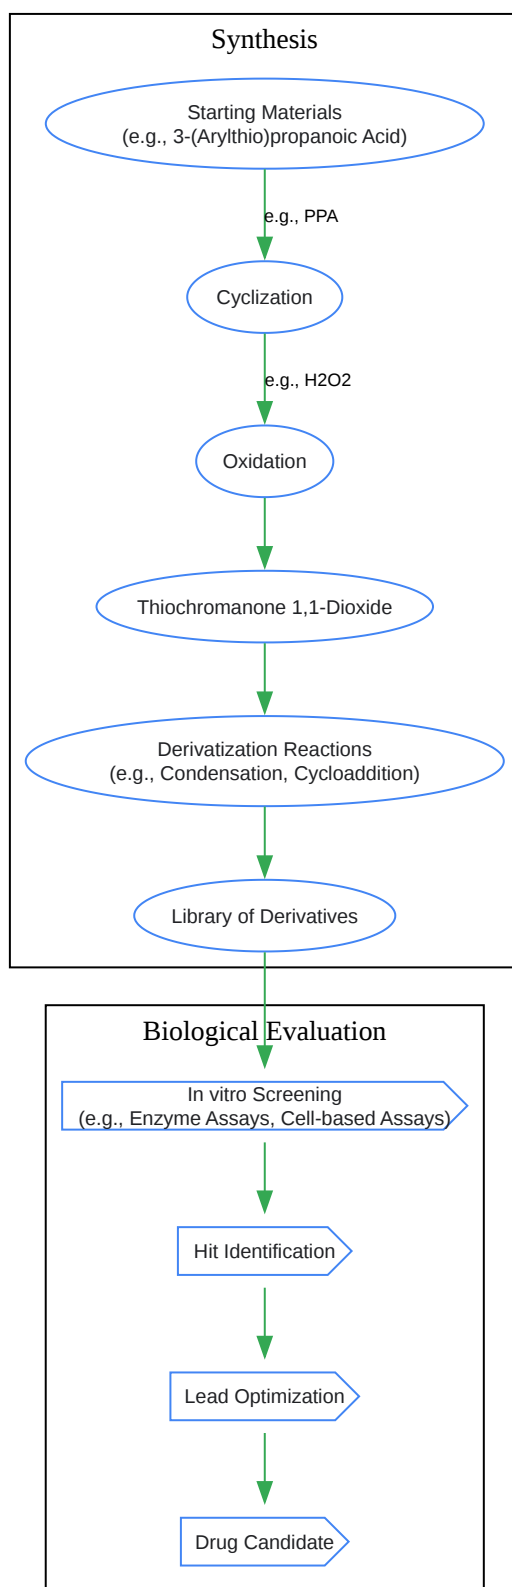 Synthesis
Starting Materials
(e.g., 3-(Arylthio)propanoic Acid)
e.g., PPA
Cyclization
e.g., H2O2
Oxidation
Thiochromanone 1,1-Dioxide
Derivatization Reactions
(e.g., Condensation, Cycloaddition)
Library of Derivatives
Biological Evaluation
In vitro Screening
(e.g., Enzyme Assays, Cell-based Assays)
Hit Identification
Lead Optimization
Drug Candidate